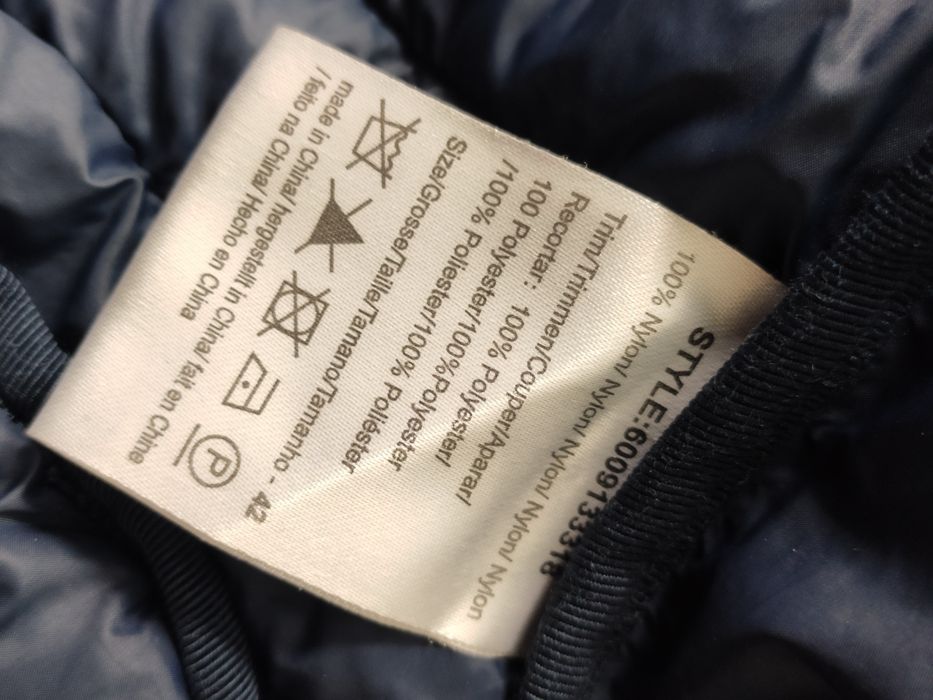 STYLE:6009133318
100% Nylon/ Nylon/ Nylon/ Nylon/ Nylon
Trim/Trimmen/Couper/Aparar/
Recortar: 100% Polyester/
100 Polyester/100%Polyester
/100% Poliester/100% Poliéster
Size/Grosse/Taille/Tamano/Tamanho - 42
P
made in China/ hergestellt in China/ fait en Chine
/ feito na China/ Hecho en China